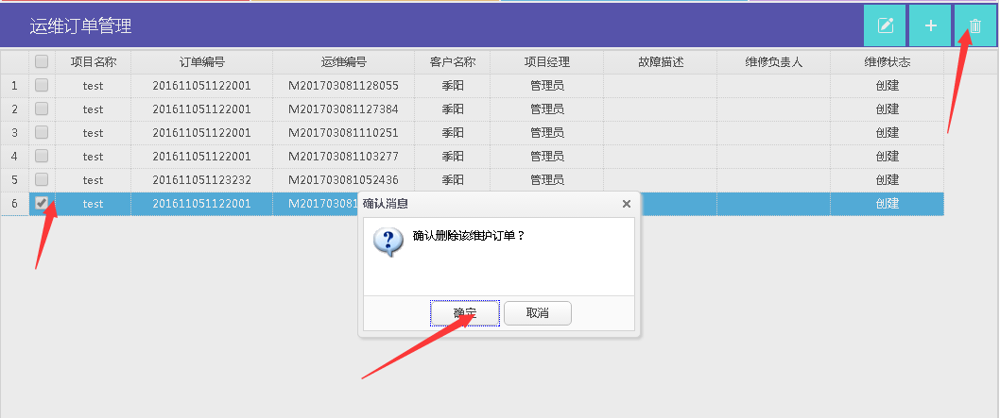 运维订单管理
项目名称 订单编号 运维编号 客户名称 项目经理 故障描述 维修负责人 维修状态
1 test 201611051122001 M201703081128055 季阳 管理员 创建
2 test 201611051122001 M201703081127384 季阳 管理员 创建
3 test 201611051122001 M201703081110251 季阳 管理员 创建
4 test 201611051122001 M201703081103277 季阳 管理员 创建
5 test 201611051123232 M201703081052436 季阳 管理员 创建
6 test 201611051122001 M20170308 创建
确认消息
确认删除该维护订单？
确定 取消